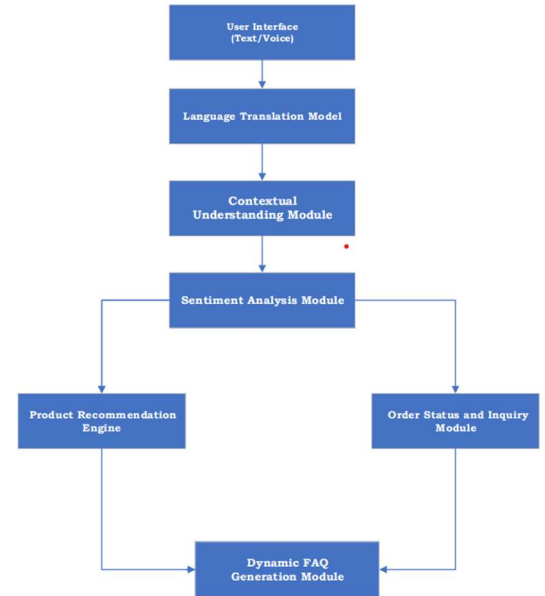 User Interface
(Text/Voice)
Language Translation Model
Contextual
Understanding Module
Sentiment Analysis Module
Product Recommendation
Engine
Order Status and Inquiry
Module
Dynamic FAQ
Generation Module